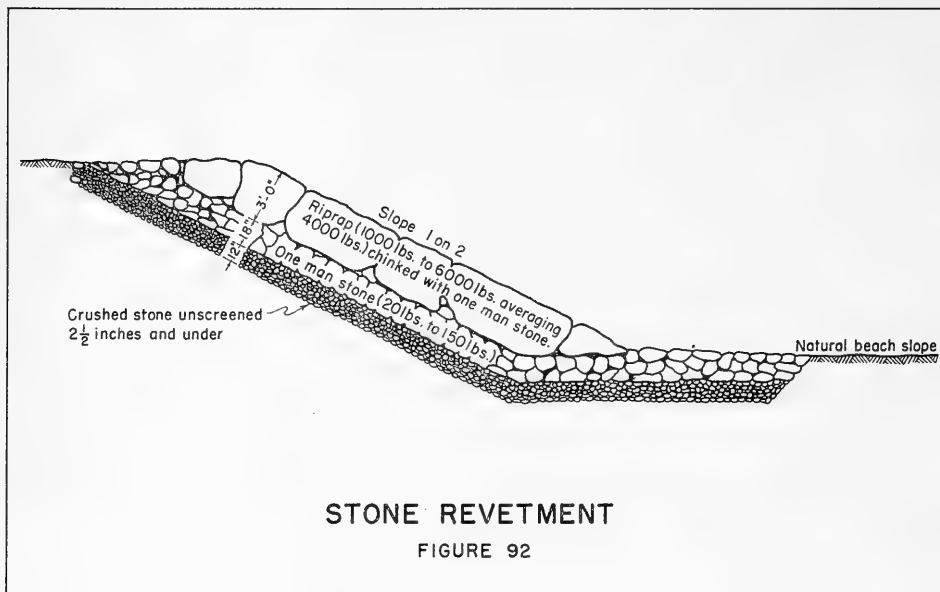 Slope 1 on 2
3'-0"
18"
12"
Riprap (1000 lbs. to 6000 lbs. averaging
4000 lbs.) chinked with one man stone.
One man stone (20 lbs. to 150 lbs.)
Crushed stone unscreened
2 1/2 inches and under
Natural beach slope
STONE REVETMENT
FIGURE 92